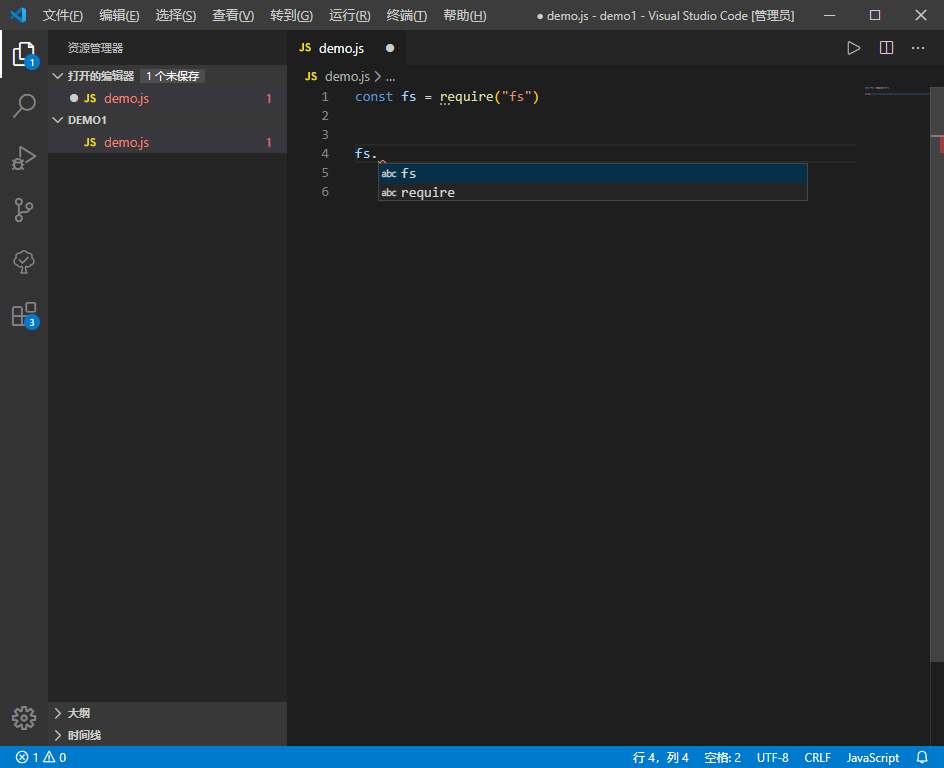 文件(F) 编辑(E) 选择(S) 查看(V) 转到(G) 运行(R) 终端(T) 帮助(H) ● demo.js - demo1 - Visual Studio Code [管理员]
资源管理器
打开的编辑器 1 个未保存
● JS demo.js 1
DEMO1
JS demo.js 1
大纲
时间线
1
3
JS demo.js ●
JS demo.js > ...
1 const fs = require("fs")
2
3
4 fs.
5
6
abc fs
abc require
1 0 行 4，列 4 空格: 2 UTF-8 CRLF JavaScript